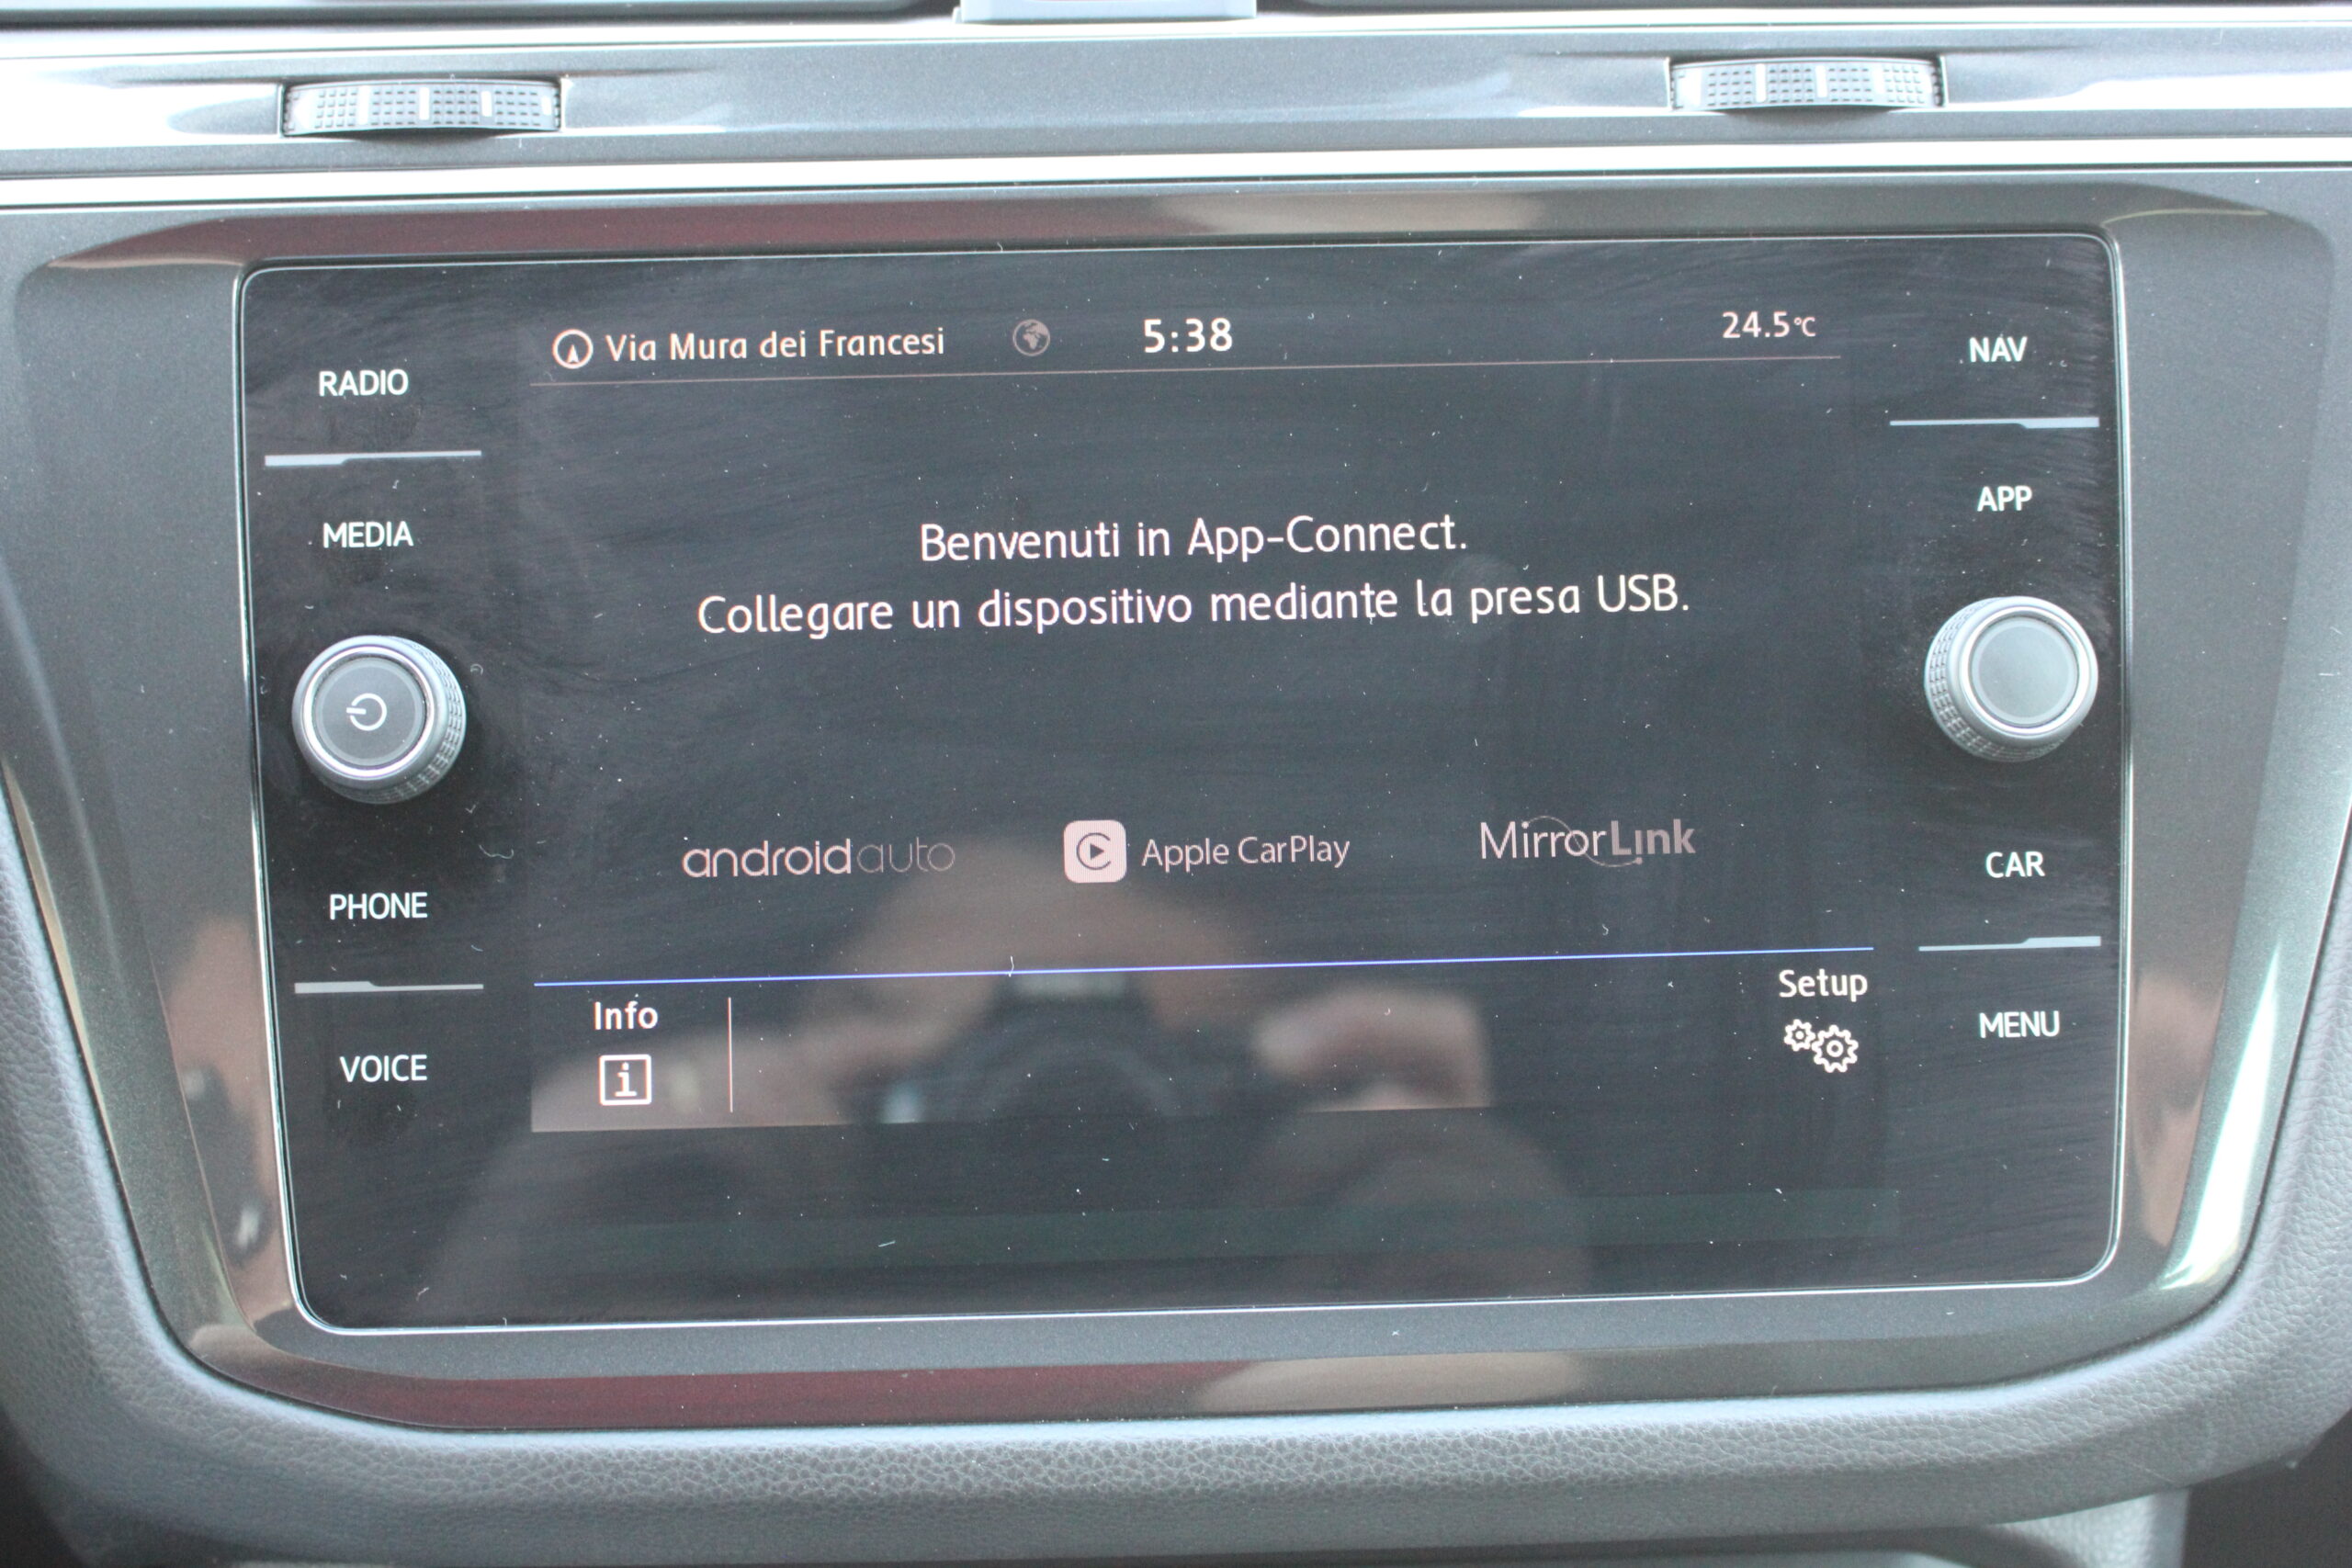 Via Mura dei Francesi 5:38 24.5°C
RADIO
NAV
MEDIA
APP
Benvenuti in App-Connect.
Collegare un dispositivo mediante la presa USB.
androidauto Apple CarPlay MirrorLink
PHONE
CAR
Info
Setup
i
VOICE
MENU